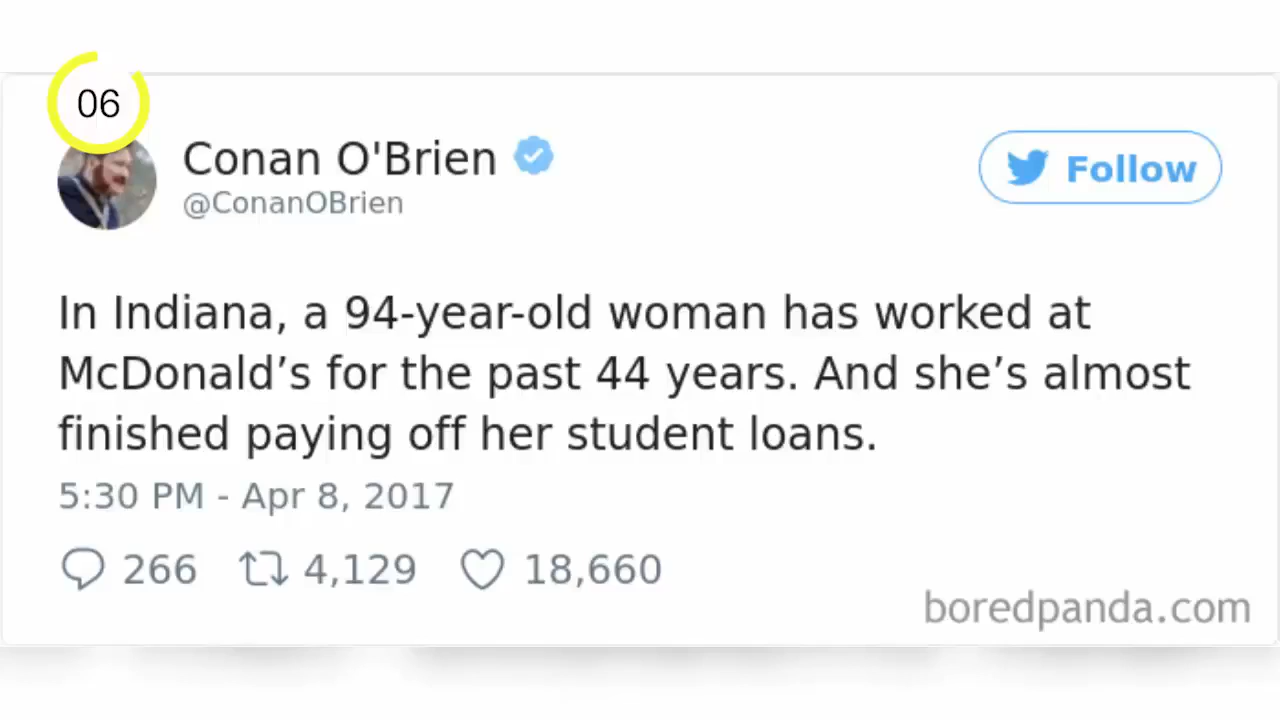 06
Conan O'Brien
@ConanOBrien
Follow
In Indiana, a 94-year-old woman has worked at
McDonald’s for the past 44 years. And she’s almost
finished paying off her student loans.
5:30 PM - Apr 8, 2017
266 4,129 18,660
boredpanda.com